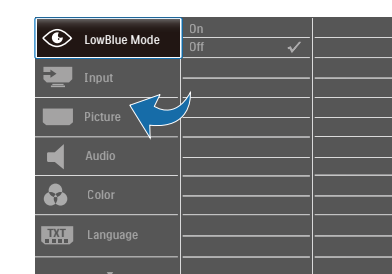 LowBlue Mode
On
Off
Input
Picture
Audio
Color
TXT
Language